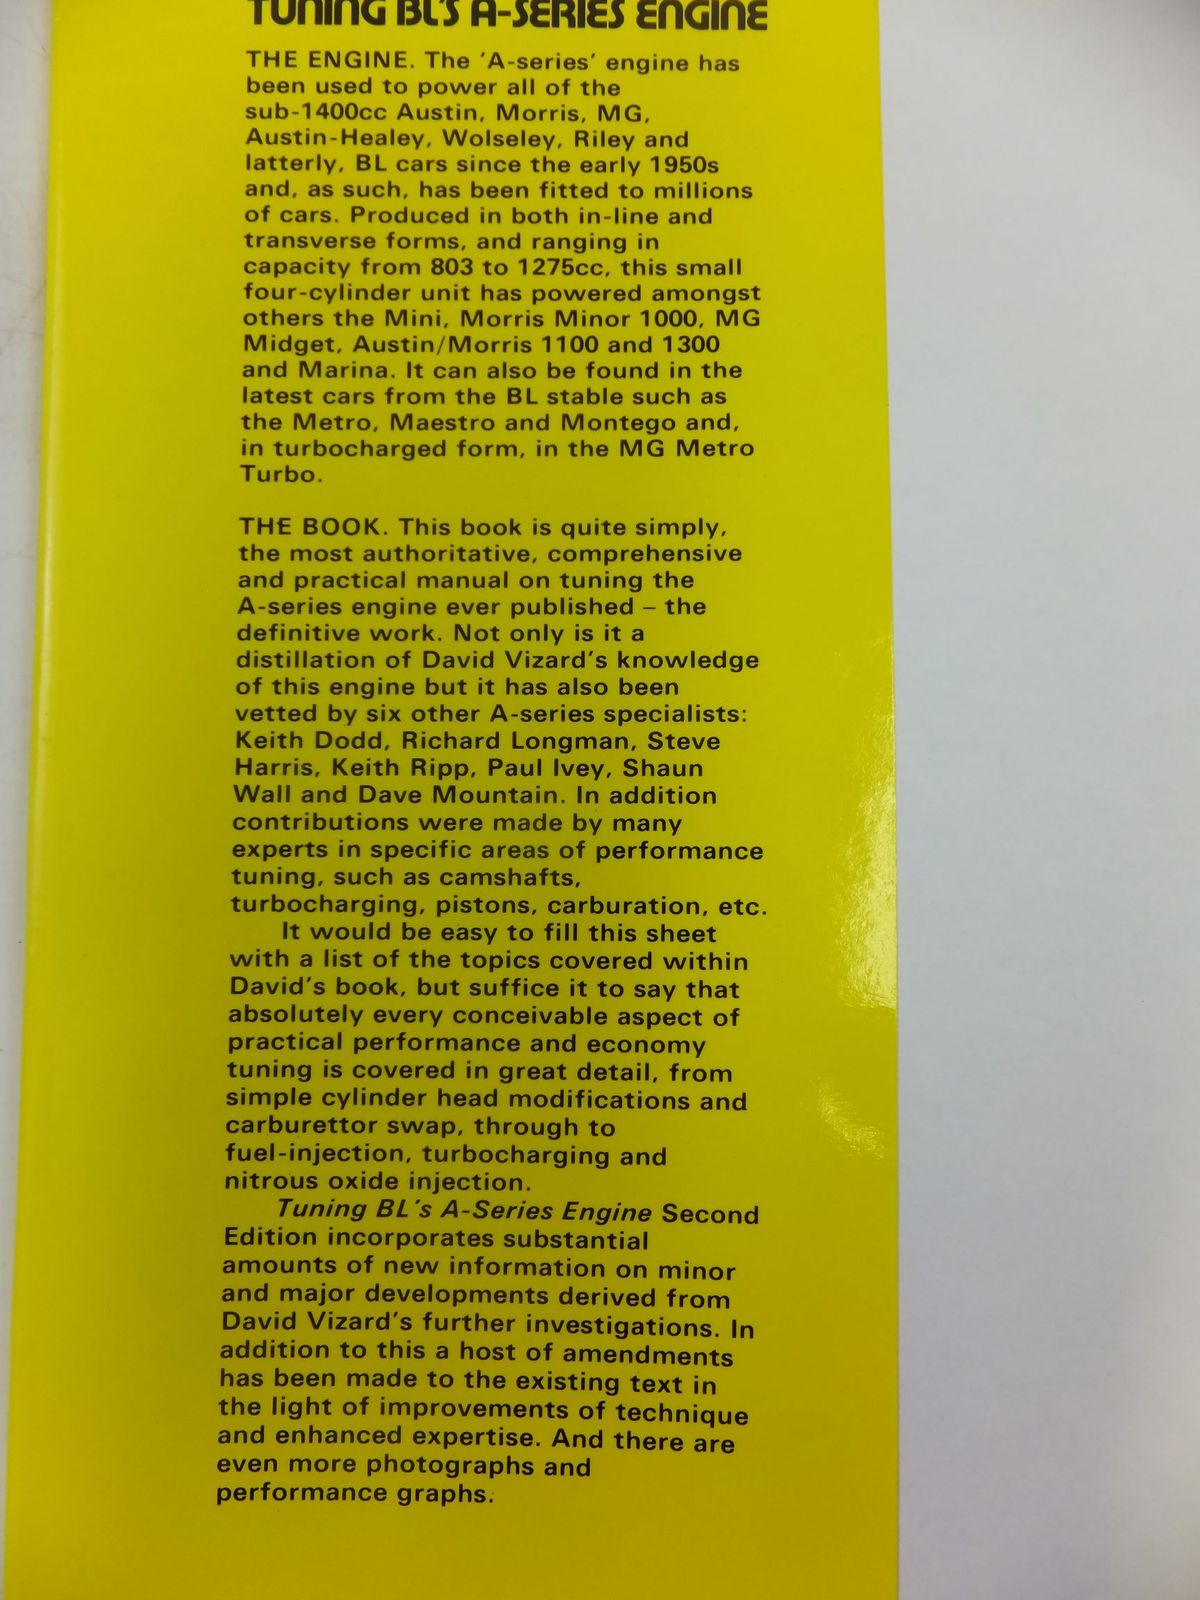 TUNING BL'S A-SERIES ENGINE
THE ENGINE. The ‘A-series’ engine has
been used to power all of the
sub-1400cc Austin, Morris, MG,
Austin-Healey, Wolseley, Riley and
latterly, BL cars since the early 1950s
and, as such, has been fitted to millions
of cars. Produced in both in-line and
transverse forms, and ranging in
capacity from 803 to 1275cc, this small
four-cylinder unit has powered amongst
others the Mini, Morris Minor 1000, MG
Midget, Austin/Morris 1100 and 1300
and Marina. It can also be found in the
latest cars from the BL stable such as
the Metro, Maestro and Montego and,
in turbocharged form, in the MG Metro
Turbo.
THE BOOK. This book is quite simply,
the most authoritative, comprehensive
and practical manual on tuning the
A-series engine ever published – the
definitive work. Not only is it a
distillation of David Vizard's knowledge
of this engine but it has also been
vetted by six other A-series specialists:
Keith Dodd, Richard Longman, Steve
Harris, Keith Ripp, Paul Ivey, Shaun
Wall and Dave Mountain. In addition
contributions were made by many
experts in specific areas of performance
tuning, such as camshafts,
turbocharging, pistons, carburation, etc.
It would be easy to fill this sheet
with a list of the topics covered within
David's book, but suffice it to say that
absolutely every conceivable aspect of
practical performance and economy
tuning is covered in great detail, from
simple cylinder head modifications and
carburettor swap, through to
fuel-injection, turbocharging and
nitrous oxide injection.
Tuning BL's A-Series Engine Second
Edition incorporates substantial
amounts of new information on minor
and major developments derived from
David Vizard's further investigations. In
addition to this a host of amendments
has been made to the existing text in
the light of improvements of technique
and enhanced expertise. And there are
even more photographs and
performance graphs.